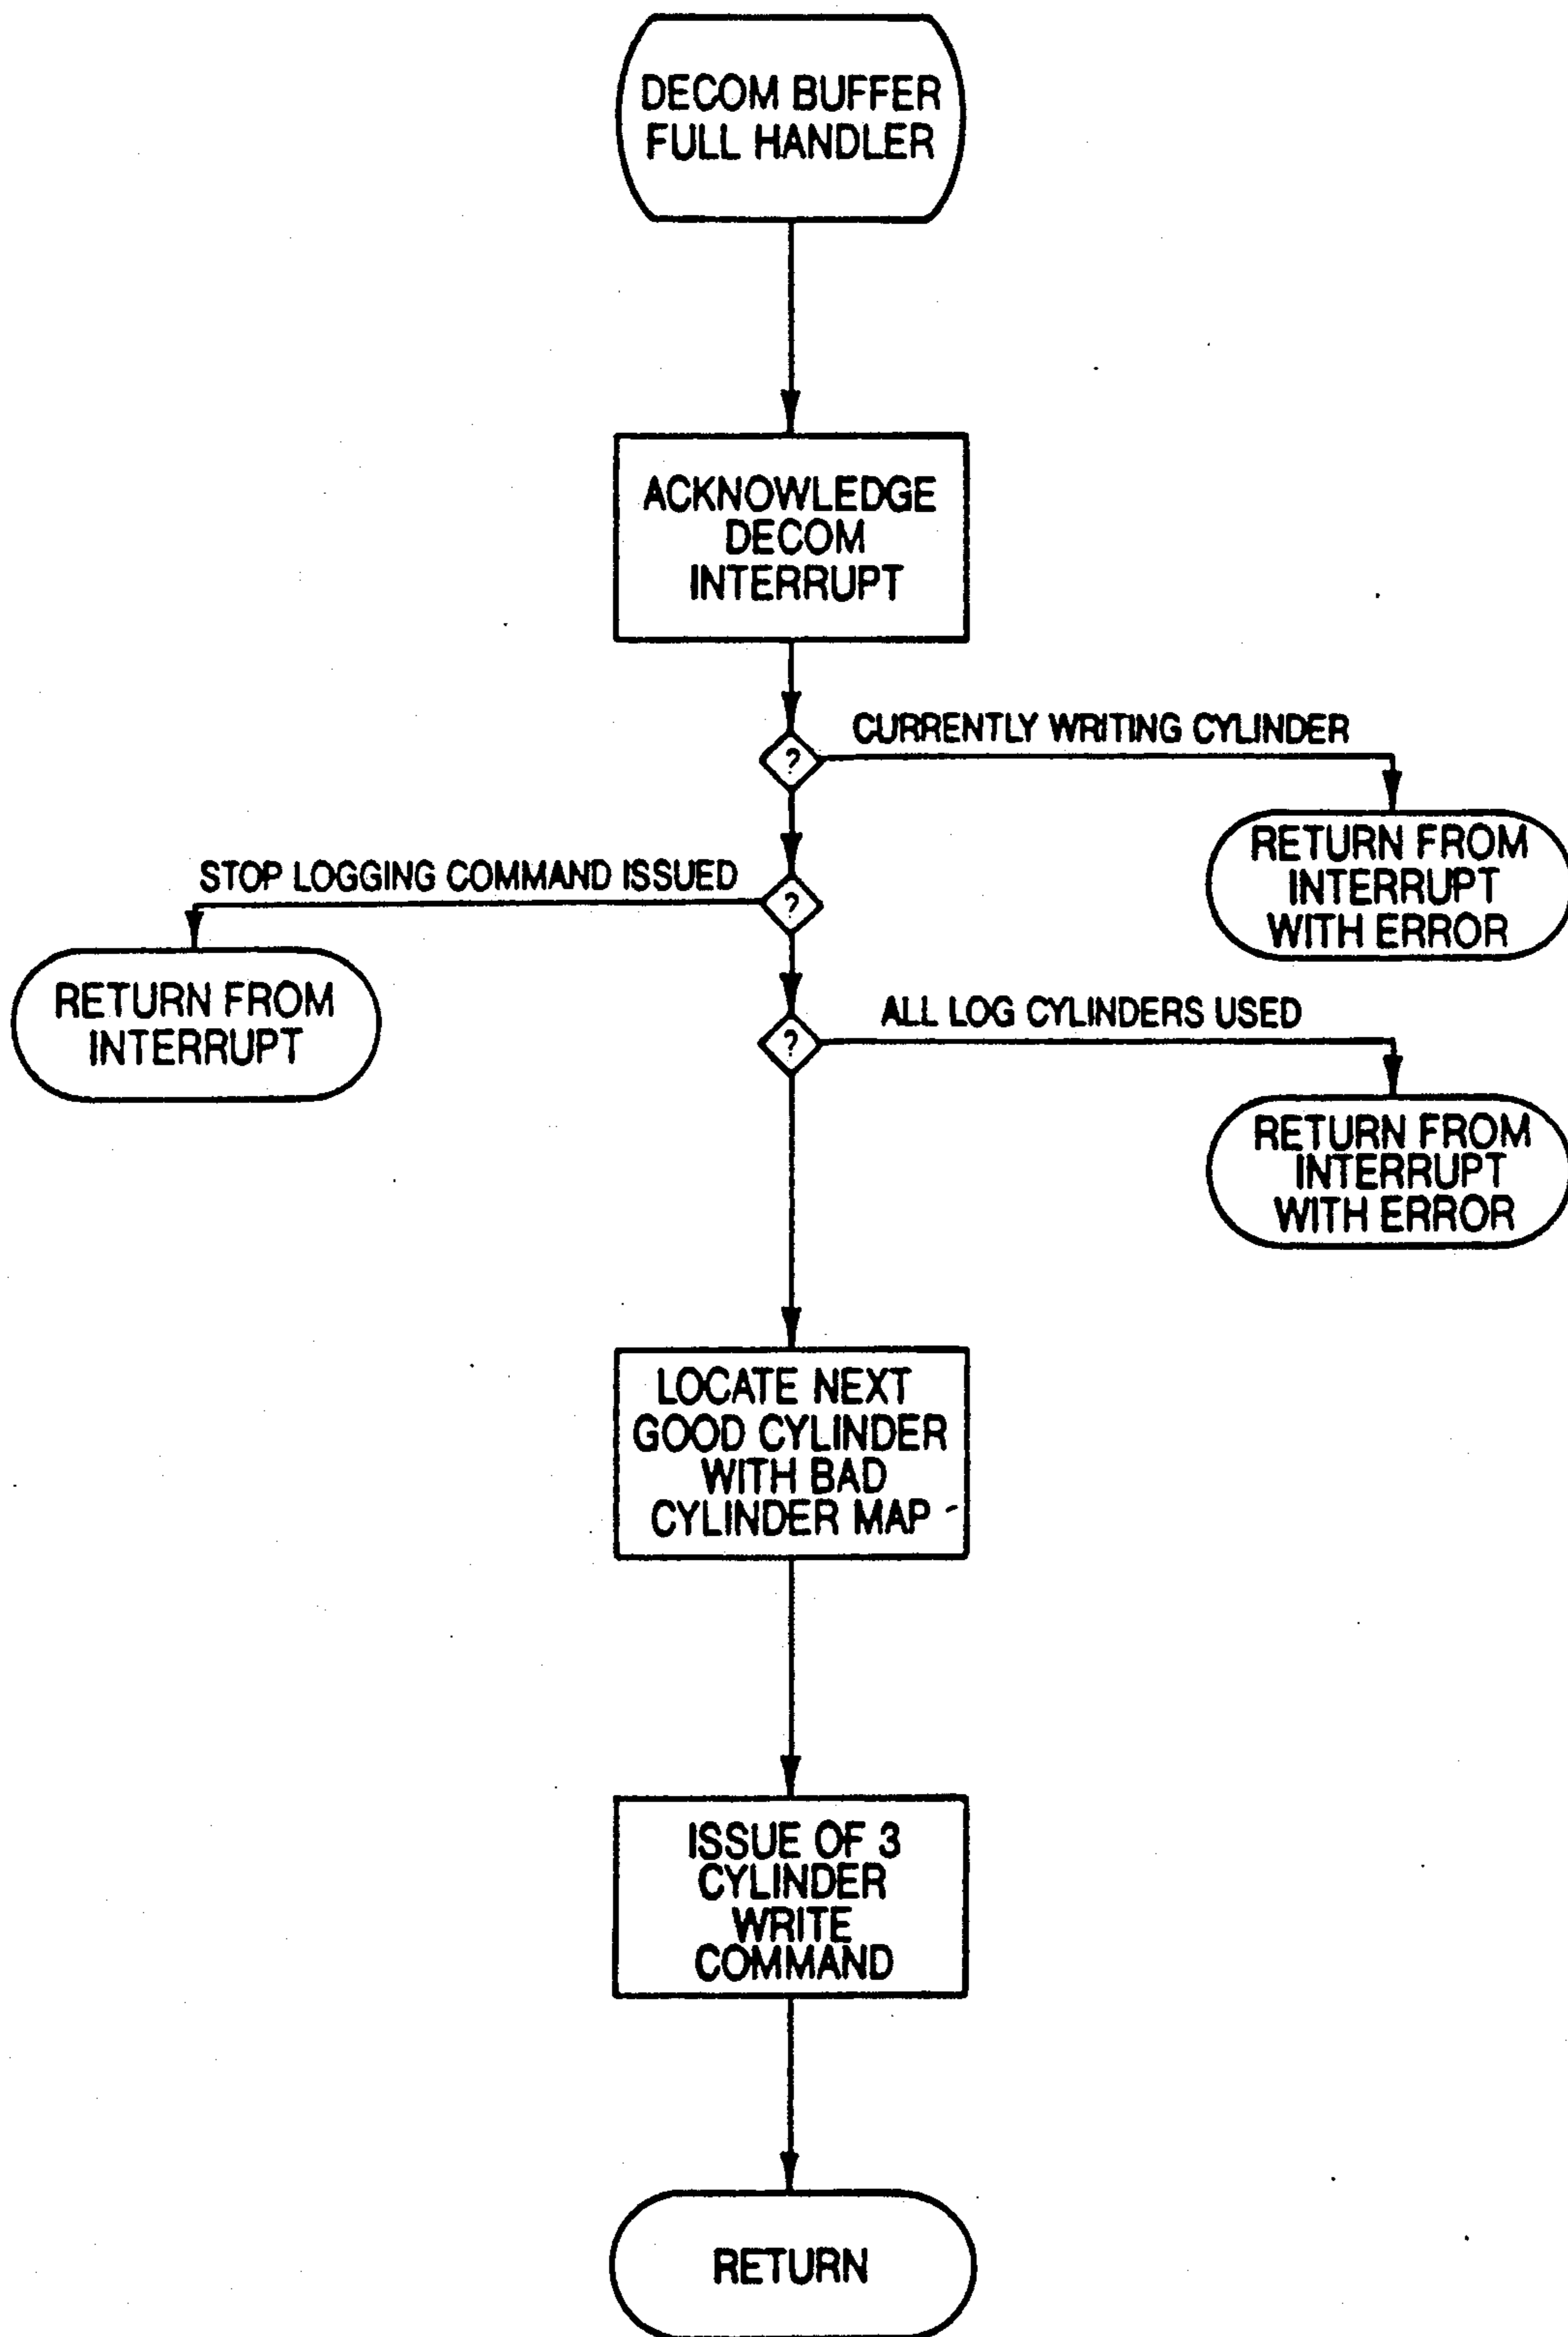 DECOM BUFFER
FULL HANDLER
ACKNOWLEDGE
DECOM
INTERRUPT
CURRENTLY WRITING CYLINDER
?
RETURN FROM
INTERRUPT
WITH ERROR
STOP LOGGING COMMAND ISSUED
?
RETURN FROM
INTERRUPT
ALL LOG CYLINDERS USED
?
RETURN FROM
INTERRUPT
WITH ERROR
LOCATE NEXT
GOOD CYLINDER
WITH BAD
CYLINDER MAP
ISSUE OF 3
CYLINDER
WRITE
COMMAND
RETURN